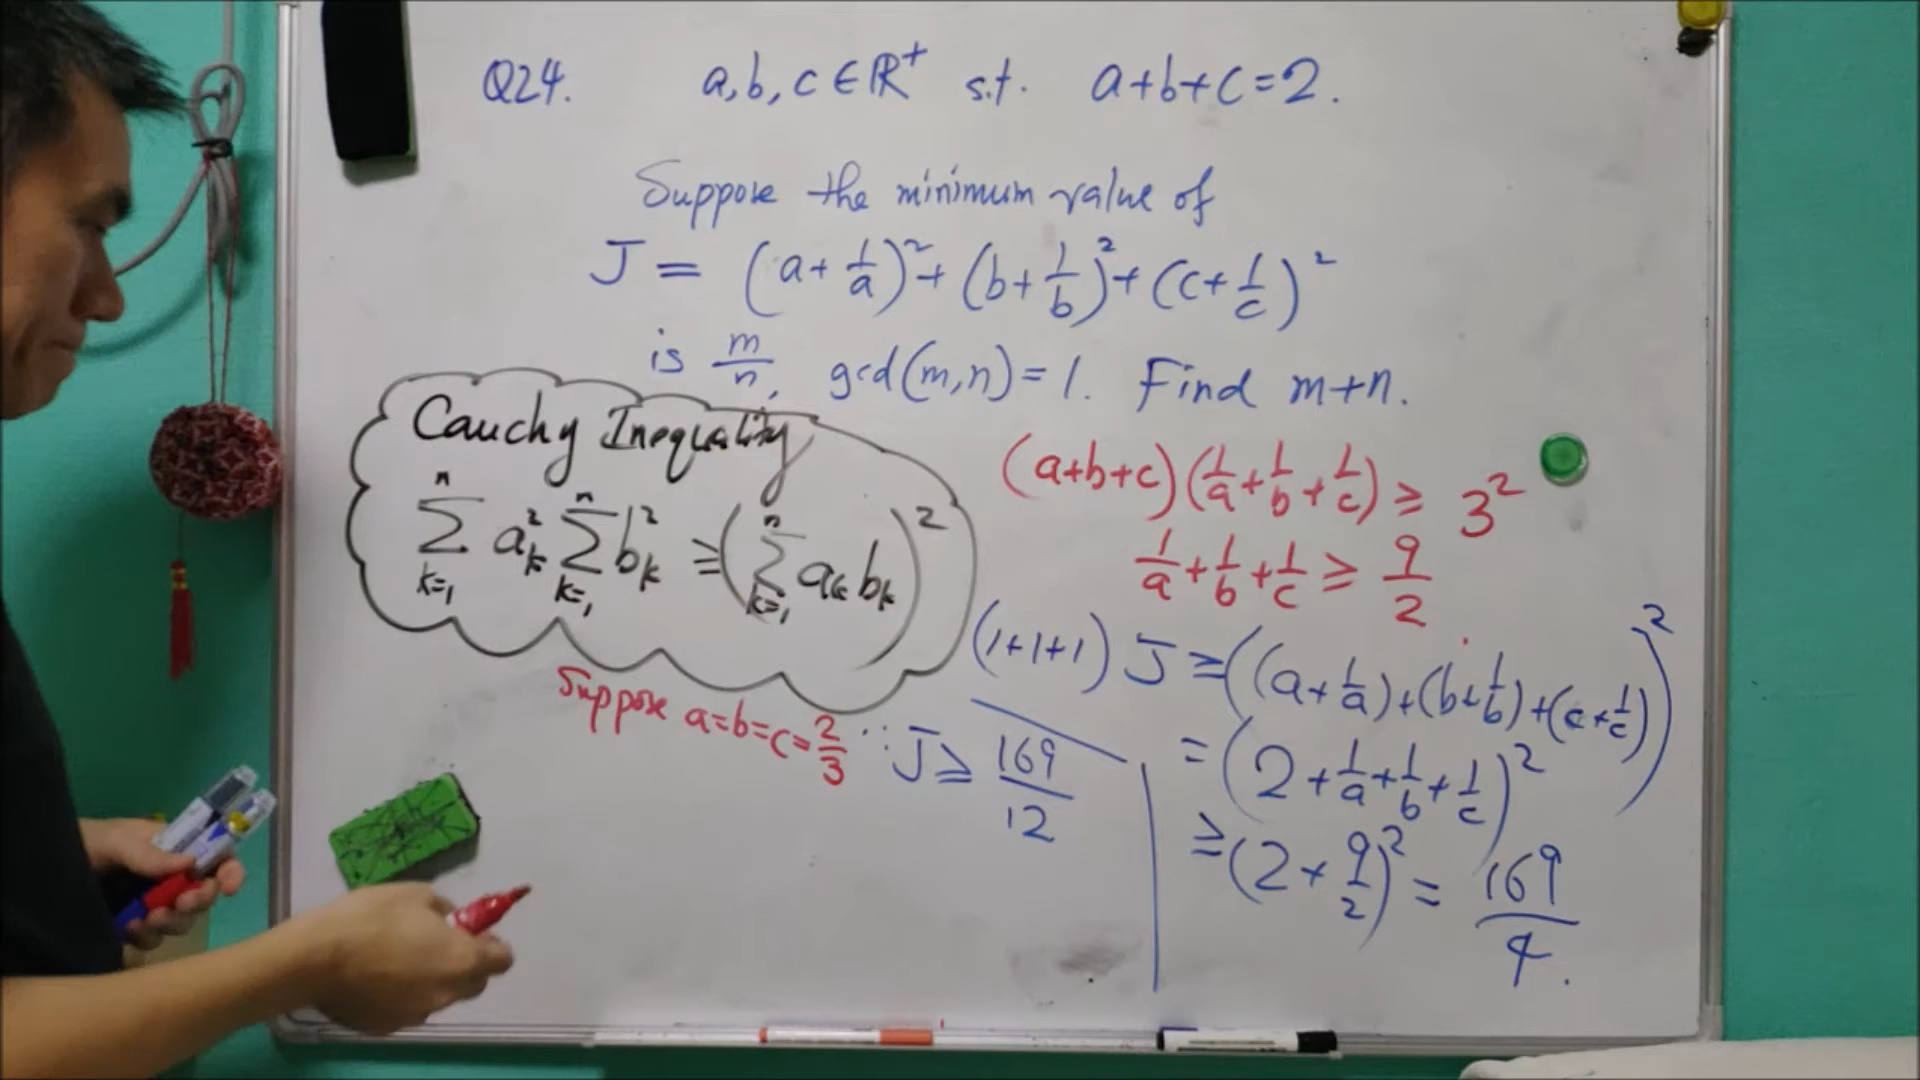 Q24. a, b, c ∈ ℝ⁺ s.t. a+b+c=2.
Suppose the minimum value of
J = (a+1/a)² + (b+1/b)² + (c+1/c)²
is m/n, gcd(m,n)=1. Find m+n.
Cauchy Inequality
∑_{k=1}^{n} a_k² ∑_{k=1}^{n} b_k² ≥ (∑_{k=1}^{n} a_k b_k)²
(a+b+c)(1/a+1/b+1/c) ≥ 3²
1/a+1/b+1/c ≥ 9/2.
(1+1+1) J ≥ ((a+1/a)+(b+1/b)+(c+1/c))²
= (2+1/a+1/b+1/c)²
≥ (2+9/2)² = 169/4.
∴ J ≥ 169/12
Suppose a=b=c=2/3